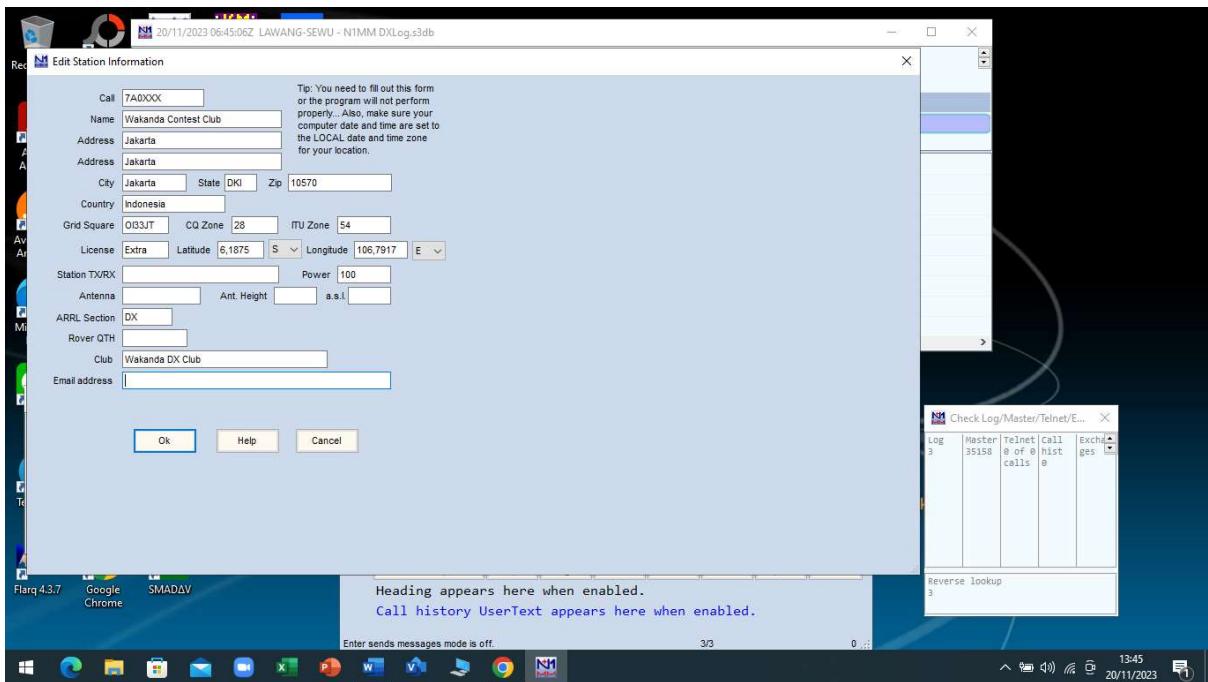 20/11/2023 06:45:06Z LAWANG-SEWU - N1MM DXLog.s3db
Edit Station Information
Call 7A0XXX
Name Wakanda Contest Club
Address Jakarta
Address Jakarta
City Jakarta State DKI Zip 10570
Country Indonesia
Grid Square OI33JT CQ Zone 28 ITU Zone 54
License Extra Latitude 6,1875 S Longitude 106,7917 E
Station TX/RX Power 100
Antenna Ant. Height a.s.l.
ARRL Section DX
Rover QTH
Club Wakanda DX Club
Email address
Tip: You need to fill out this form
or the program will not perform
properly... Also, make sure your
computer date and time are set to
the LOCAL date and time zone
for your location.
Ok Help Cancel
Check Log/Master/Telnet/E...
Log Master Telnet Call Excha
3 35158 0 of 0 hist ges
calls 0
Reverse lookup
3
Flarq 4.3.7 Google SMADAV
Chrome
Heading appears here when enabled.
Call history UserText appears here when enabled.
Enter sends messages mode is off. 3/3 0
13:45
20/11/2023